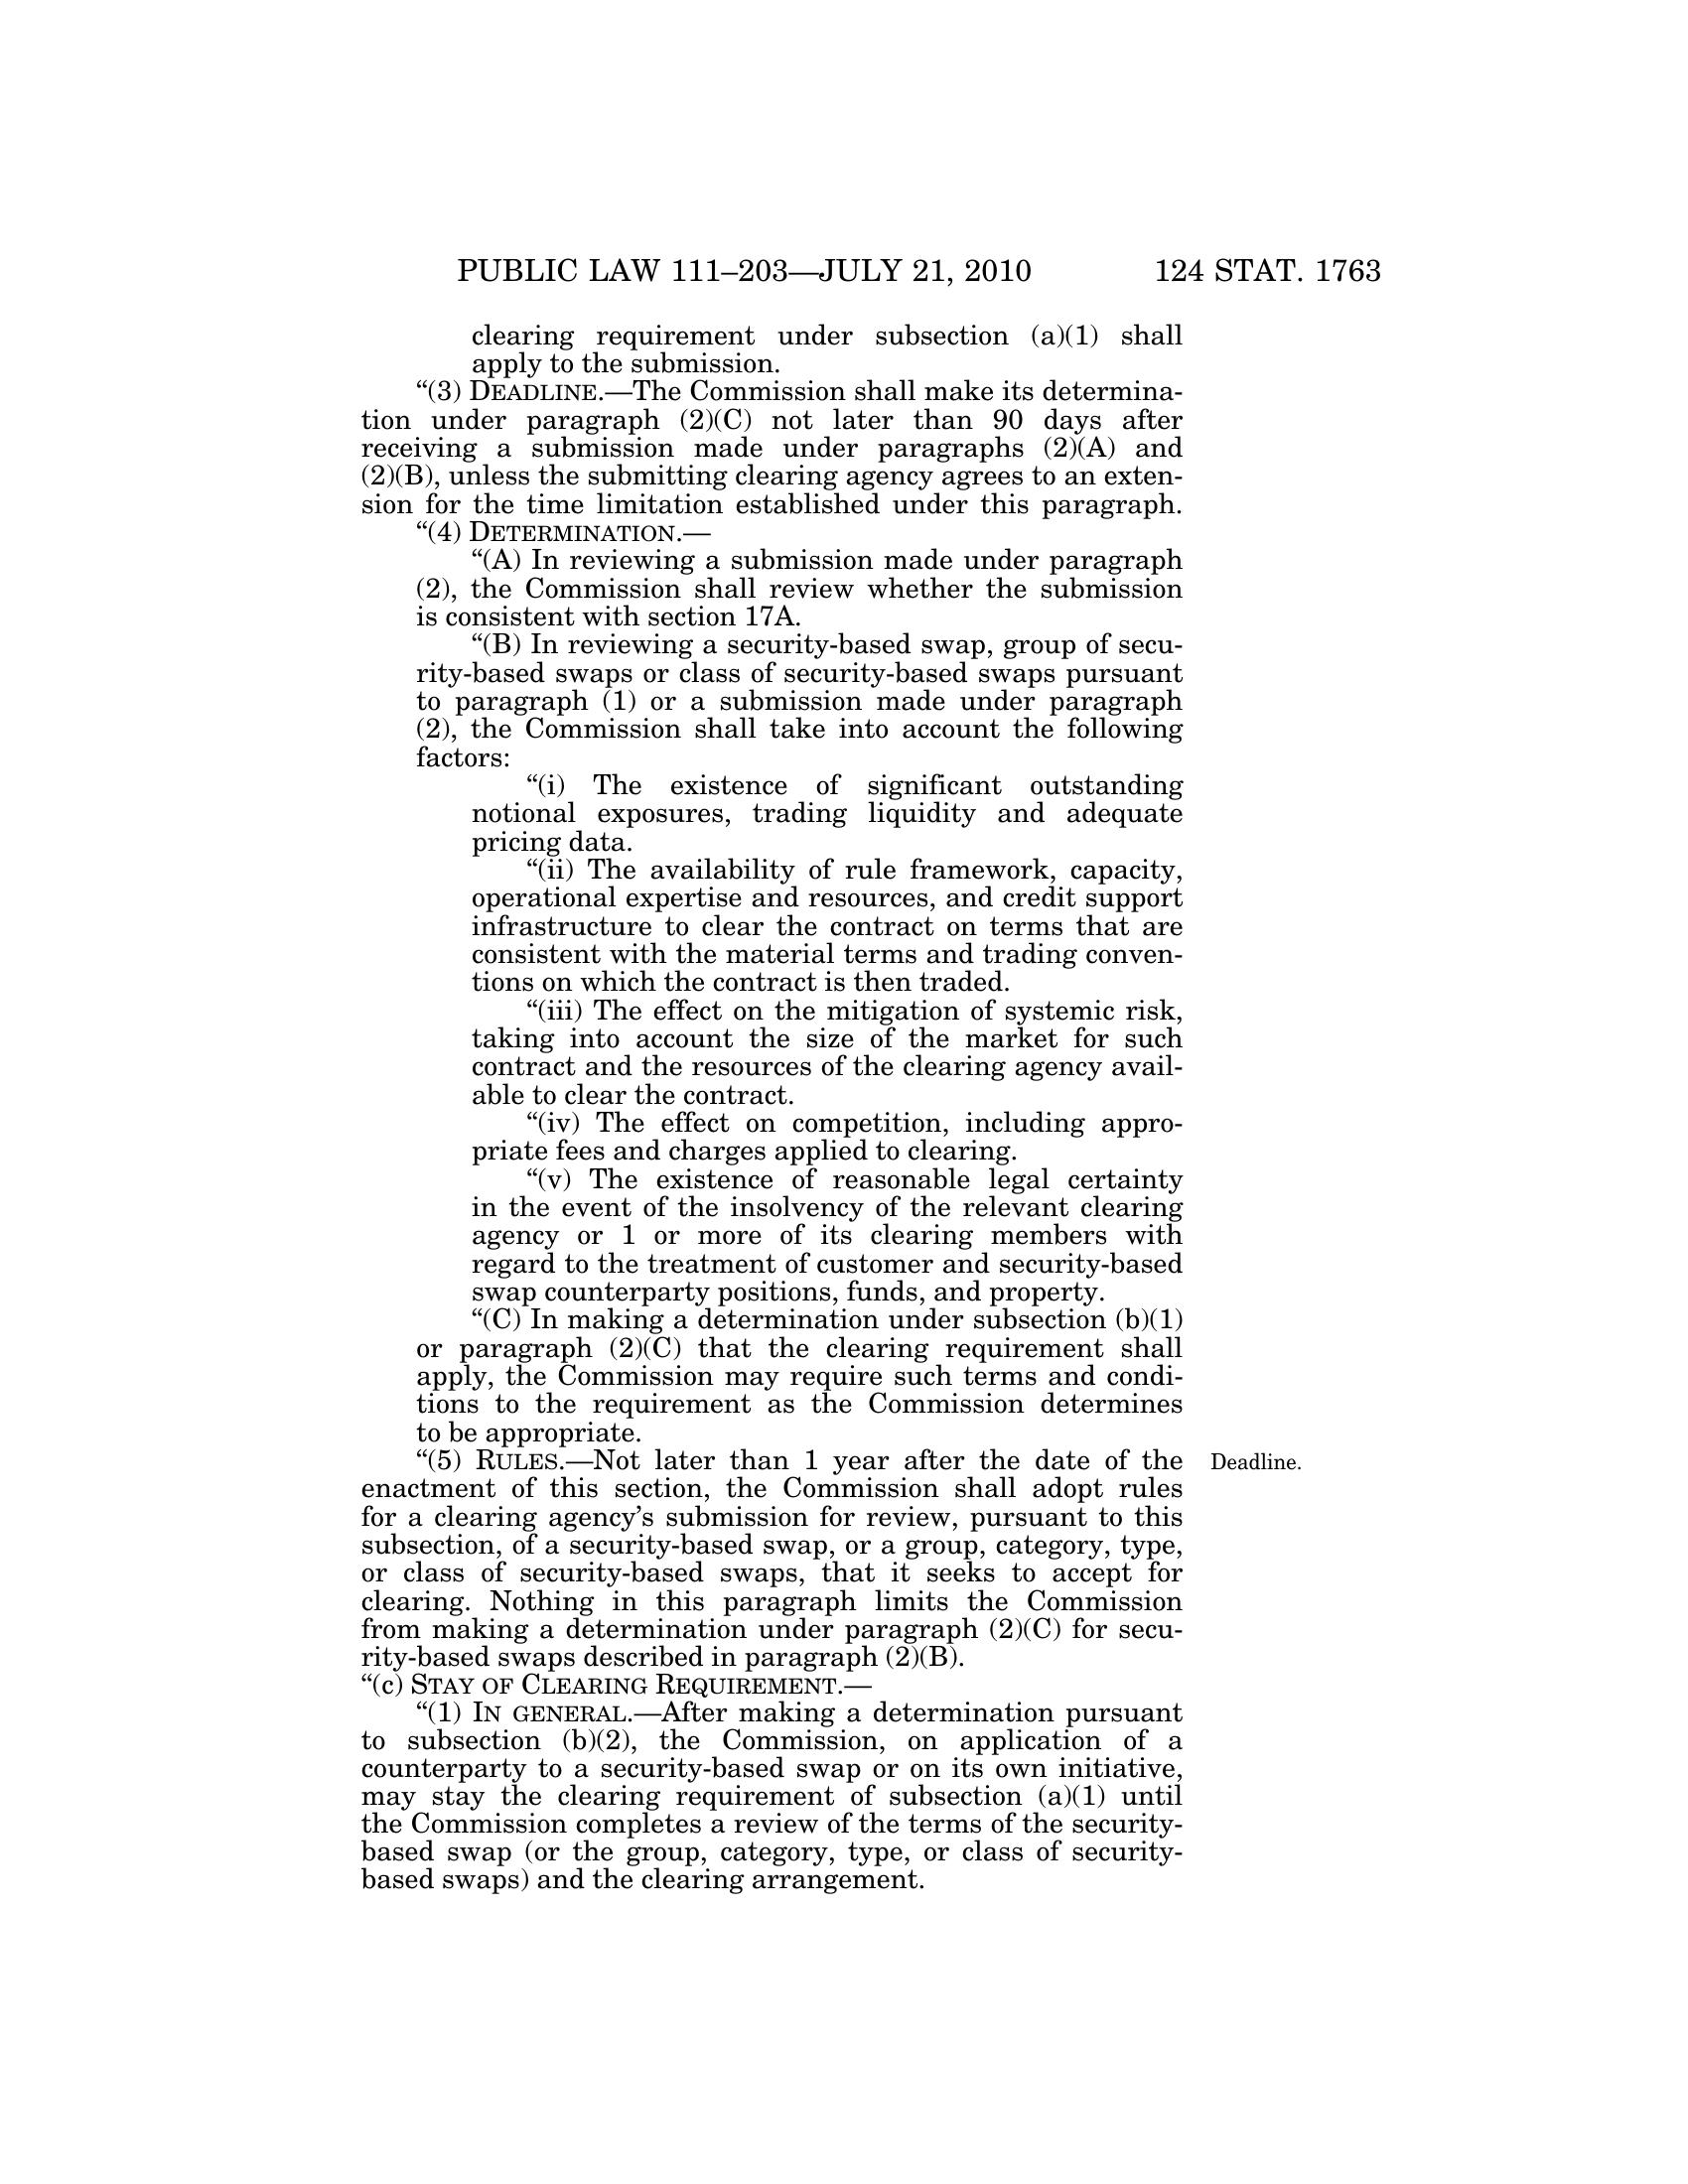 PUBLIC LAW 111–203—JULY 21, 2010 124 STAT. 1763
clearing requirement under subsection (a)(1) shall
apply to the submission.
“(3) DEADLINE.—The Commission shall make its determina-
tion under paragraph (2)(C) not later than 90 days after
receiving a submission made under paragraphs (2)(A) and
(2)(B), unless the submitting clearing agency agrees to an exten-
sion for the time limitation established under this paragraph.
“(4) DETERMINATION.—
“(A) In reviewing a submission made under paragraph
(2), the Commission shall review whether the submission
is consistent with section 17A.
“(B) In reviewing a security-based swap, group of secu-
rity-based swaps or class of security-based swaps pursuant
to paragraph (1) or a submission made under paragraph
(2), the Commission shall take into account the following
factors:
“(i) The existence of significant outstanding
notional exposures, trading liquidity and adequate
pricing data.
“(ii) The availability of rule framework, capacity,
operational expertise and resources, and credit support
infrastructure to clear the contract on terms that are
consistent with the material terms and trading conven-
tions on which the contract is then traded.
“(iii) The effect on the mitigation of systemic risk,
taking into account the size of the market for such
contract and the resources of the clearing agency avail-
able to clear the contract.
“(iv) The effect on competition, including appro-
priate fees and charges applied to clearing.
“(v) The existence of reasonable legal certainty
in the event of the insolvency of the relevant clearing
agency or 1 or more of its clearing members with
regard to the treatment of customer and security-based
swap counterparty positions, funds, and property.
“(C) In making a determination under subsection (b)(1)
or paragraph (2)(C) that the clearing requirement shall
apply, the Commission may require such terms and condi-
tions to the requirement as the Commission determines
to be appropriate.
“(5) RULES.—Not later than 1 year after the date of the Deadline.
enactment of this section, the Commission shall adopt rules
for a clearing agency’s submission for review, pursuant to this
subsection, of a security-based swap, or a group, category, type,
or class of security-based swaps, that it seeks to accept for
clearing. Nothing in this paragraph limits the Commission
from making a determination under paragraph (2)(C) for secu-
rity-based swaps described in paragraph (2)(B).
“(c) STAY OF CLEARING REQUIREMENT.—
“(1) IN GENERAL.—After making a determination pursuant
to subsection (b)(2), the Commission, on application of a
counterparty to a security-based swap or on its own initiative,
may stay the clearing requirement of subsection (a)(1) until
the Commission completes a review of the terms of the security-
based swap (or the group, category, type, or class of security-
based swaps) and the clearing arrangement.